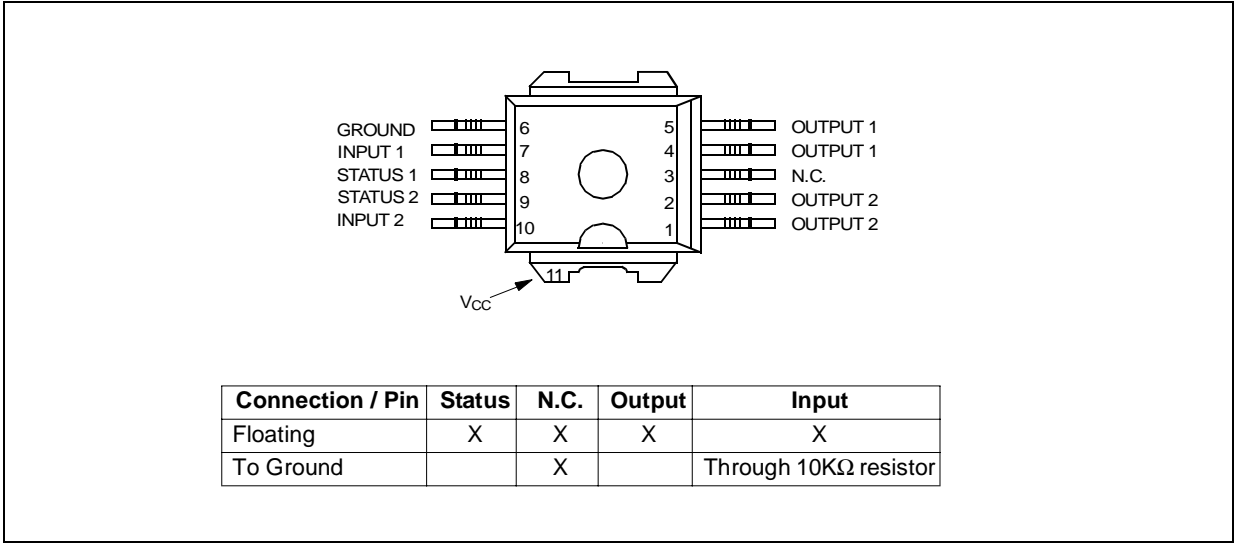 GROUND 6 5 OUTPUT 1
INPUT 1 7 4 OUTPUT 1
STATUS 1 8 3 N.C.
STATUS 2 9 2 OUTPUT 2
INPUT 2 10 1 OUTPUT 2
11
VCC
Connection / Pin Status N.C. Output Input
Floating X X X X
To Ground X Through 10KΩ resistor